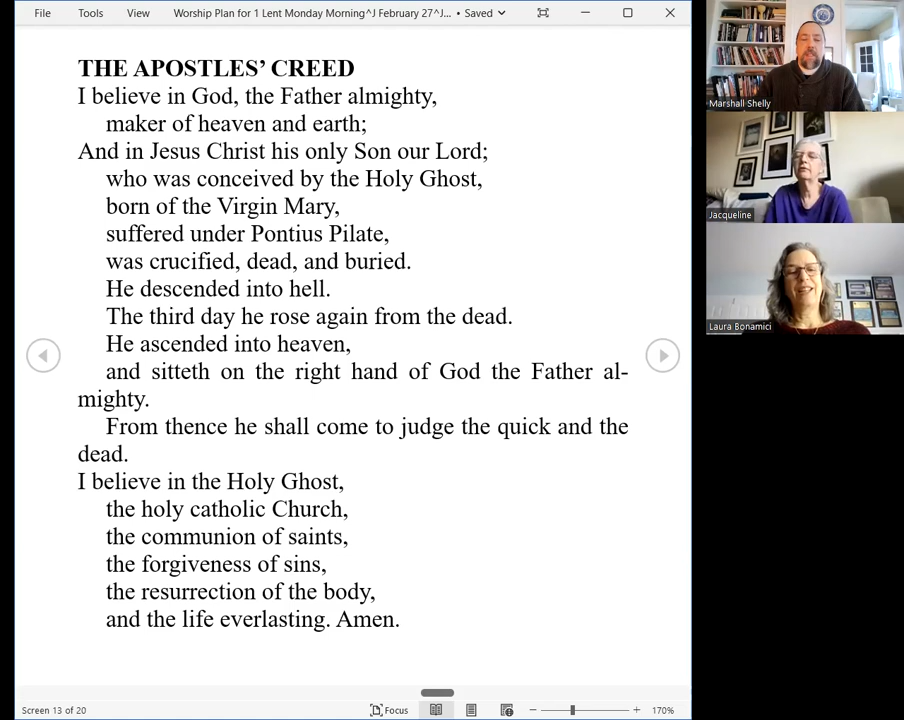 File Tools View Worship Plan for 1 Lent Monday Morning^J February 27^J... • Saved
THE APOSTLES’ CREED
I believe in God, the Father almighty,
maker of heaven and earth;
And in Jesus Christ his only Son our Lord;
who was conceived by the Holy Ghost,
born of the Virgin Mary,
suffered under Pontius Pilate,
was crucified, dead, and buried.
He descended into hell.
The third day he rose again from the dead.
He ascended into heaven,
and sitteth on the right hand of God the Father al-
mighty.
From thence he shall come to judge the quick and the
dead.
I believe in the Holy Ghost,
the holy catholic Church,
the communion of saints,
the forgiveness of sins,
the resurrection of the body,
and the life everlasting. Amen.
Screen 13 of 20 Focus 170%
Marshall Shelly
Jacqueline
Laura Bonamici